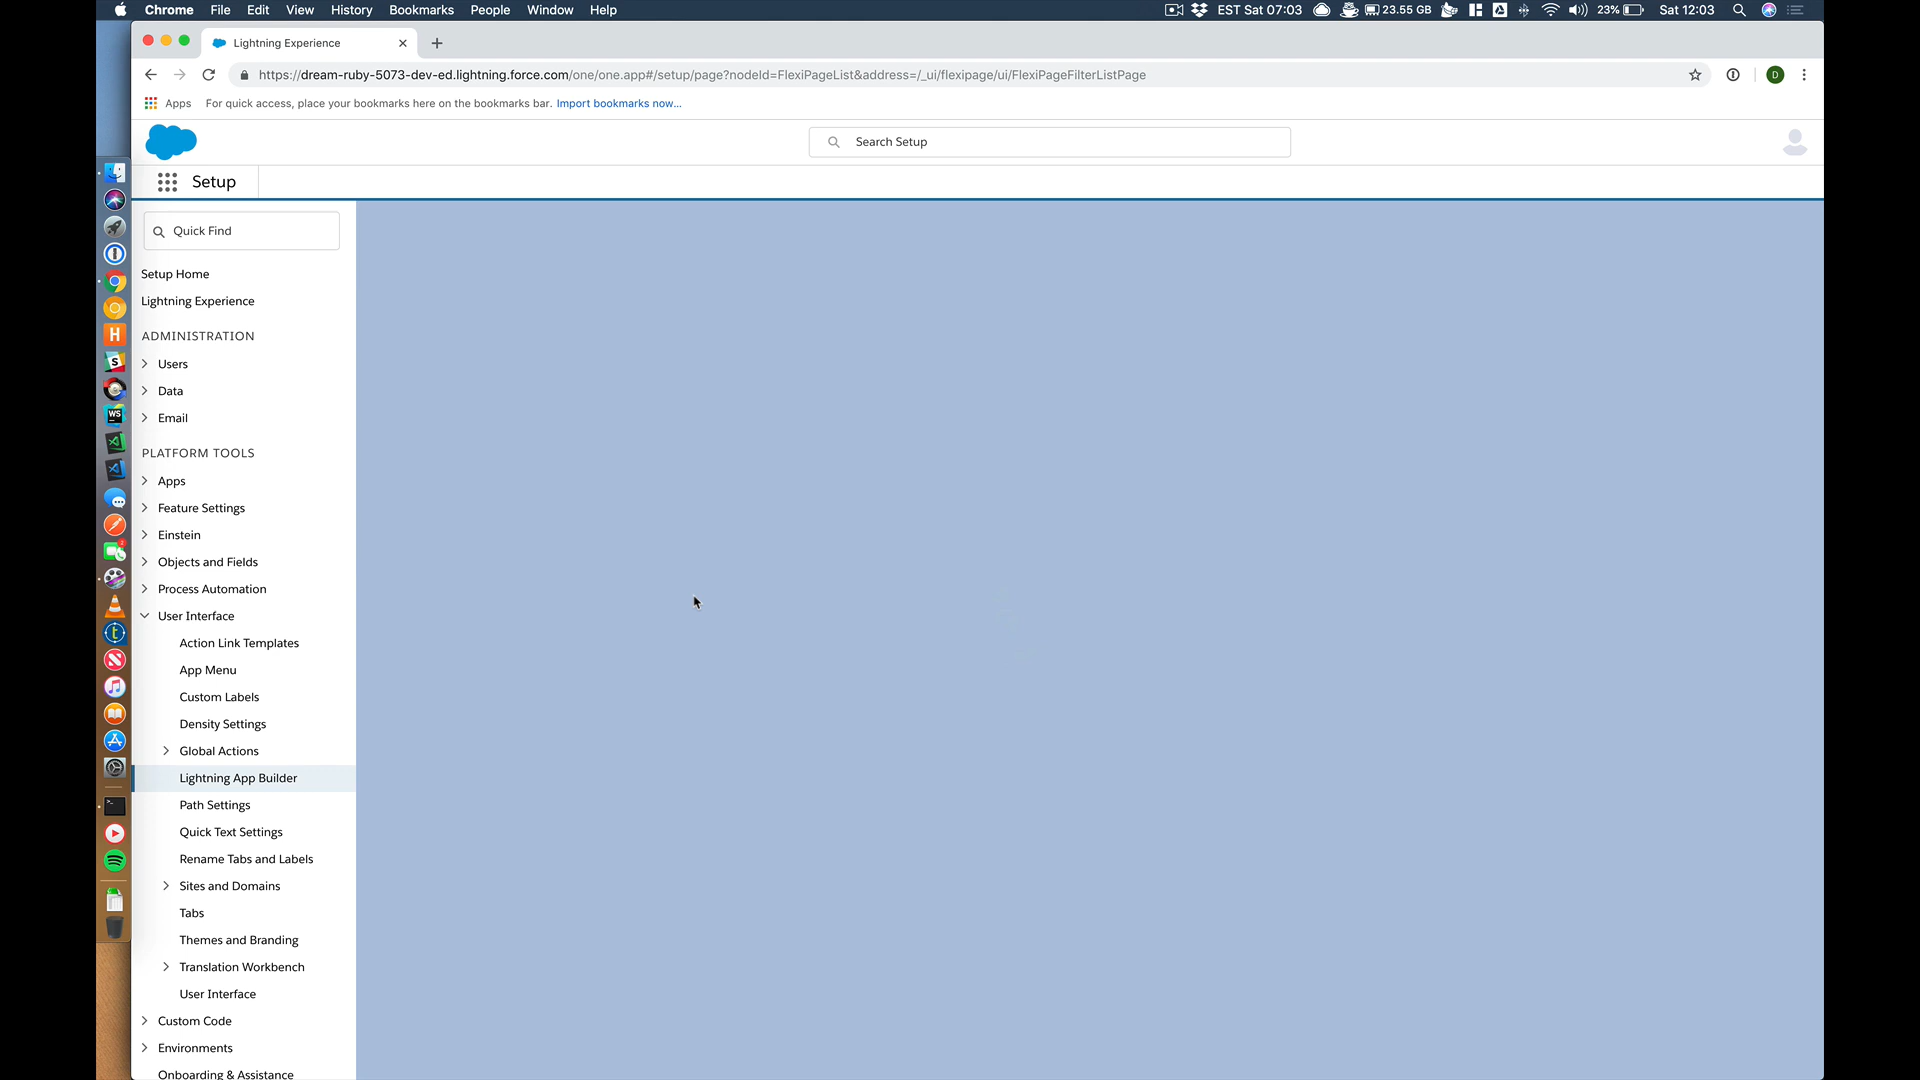 Chrome File Edit View History Bookmarks People Window Help EST Sat 07:03 23.55 GB 23% Sat 12:03
Lightning Experience
https://dream-ruby-5073-dev-ed.lightning.force.com/one/one.app#/setup/page?nodeId=FlexiPageList&address=/_ui/flexipage/ui/FlexiPageFilterListPage D
Apps For quick access, place your bookmarks here on the bookmarks bar. Import bookmarks now...
Search Setup
Setup
Quick Find
Setup Home
Lightning Experience
ADMINISTRATION
Users
Data
Email
PLATFORM TOOLS
Apps
Feature Settings
Einstein
Objects and Fields
Process Automation
User Interface
Action Link Templates
App Menu
Custom Labels
Density Settings
Global Actions
Lightning App Builder
Path Settings
Quick Text Settings
Rename Tabs and Labels
Sites and Domains
Tabs
Themes and Branding
Translation Workbench
User Interface
Custom Code
Environments
Onboarding & Assistance
H
S
WS
t